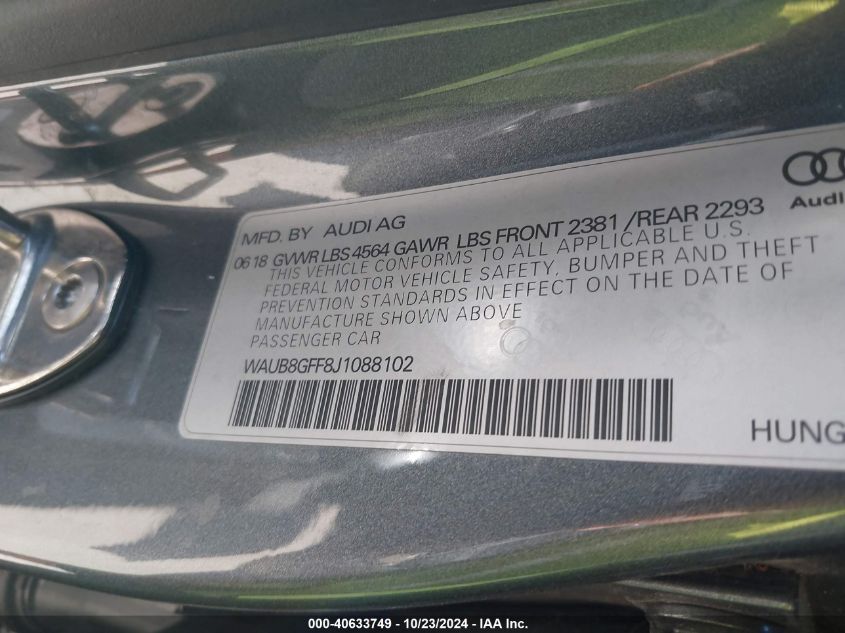 Audi
MFD. BY AUDI AG
06 18 GVWR LBS 4564 GAWR LBS FRONT 2381 /REAR 2293
THIS VEHICLE CONFORMS TO ALL APPLICABLE U.S.
FEDERAL MOTOR VEHICLE SAFETY, BUMPER AND THEFT
PREVENTION STANDARDS IN EFFECT ON THE DATE OF
MANUFACTURE SHOWN ABOVE
PASSENGER CAR
WAUB8GFF8J1088102
HUNG
000-40633749 / 10/23/2024 - IAA Inc.